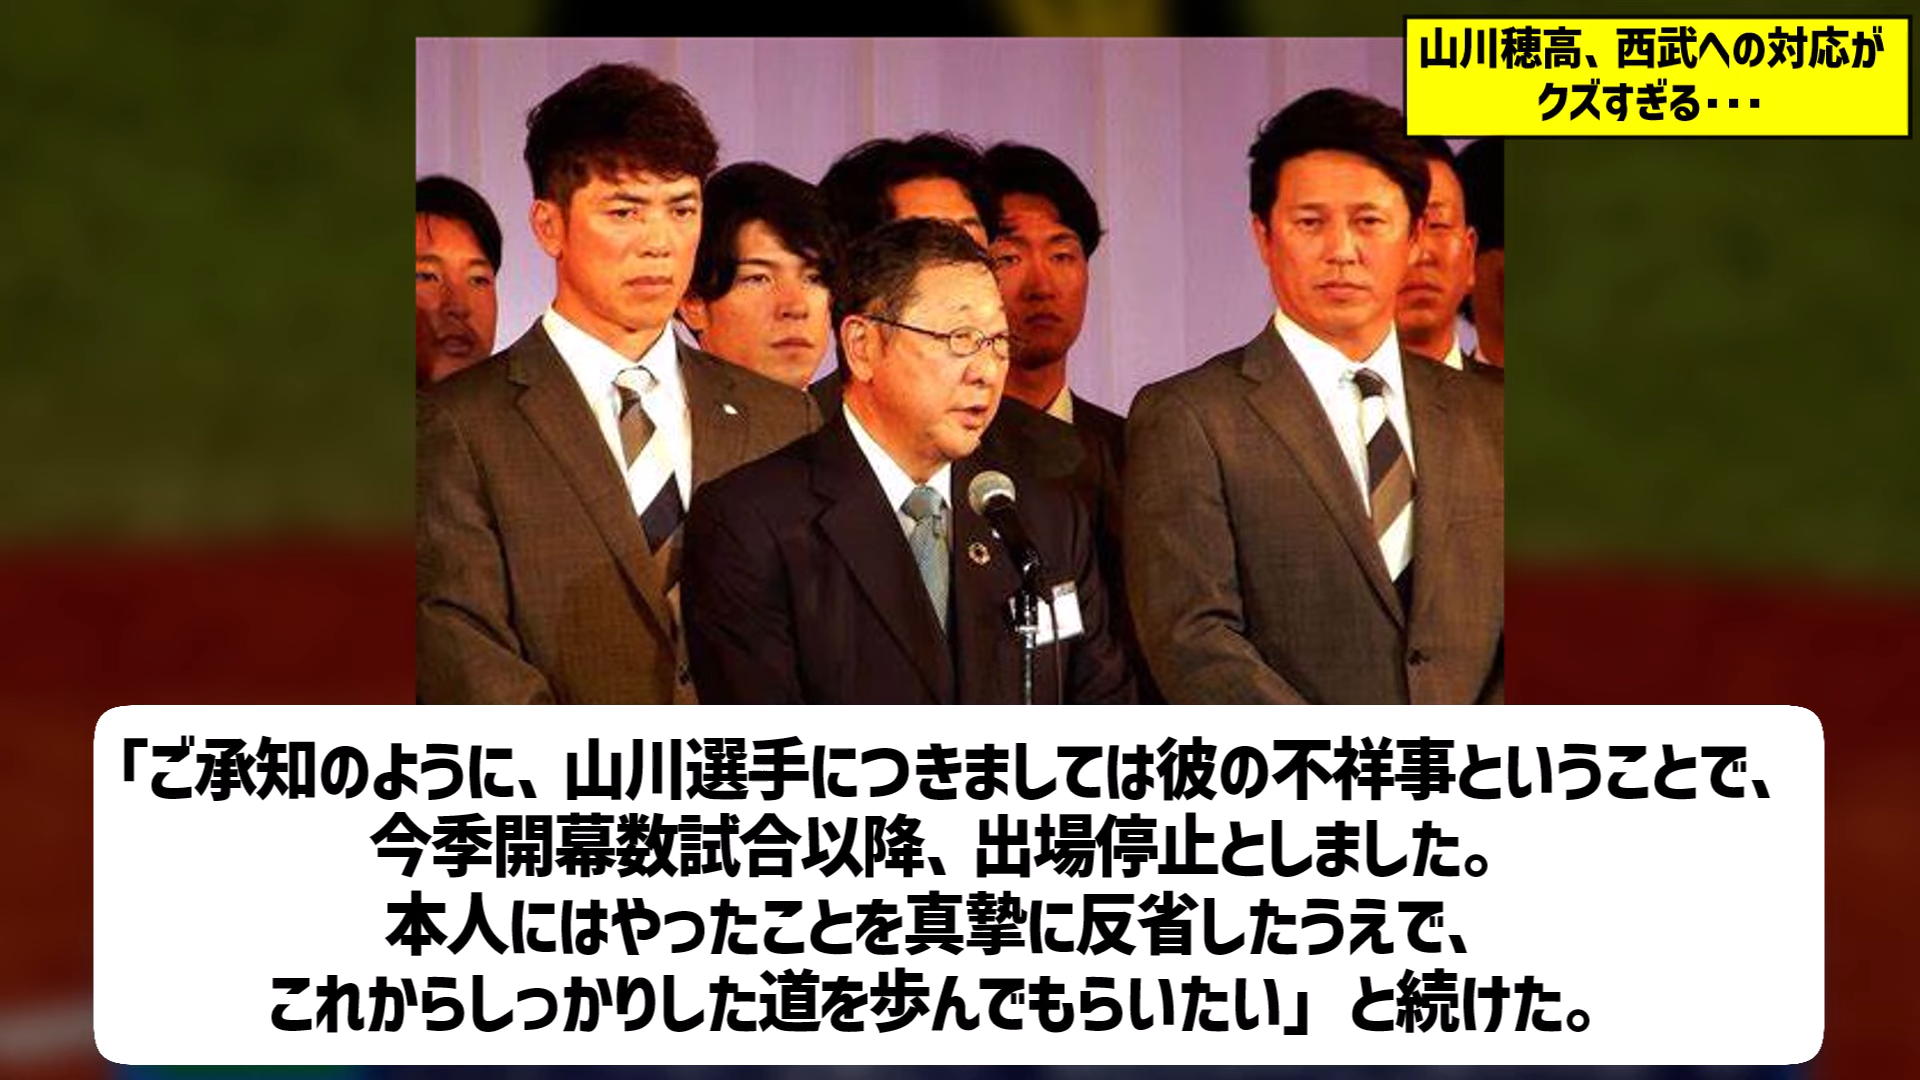 山川穂高、西武への対応が
クズすぎる・・・
「ご承知のように、山川選手につきましては彼の不祥事ということで、
今季開幕数試合以降、出場停止としました。
本人にはやったことを真摯に反省したうえで、
これからしっかりした道を歩んでもらいたい」と続けた。